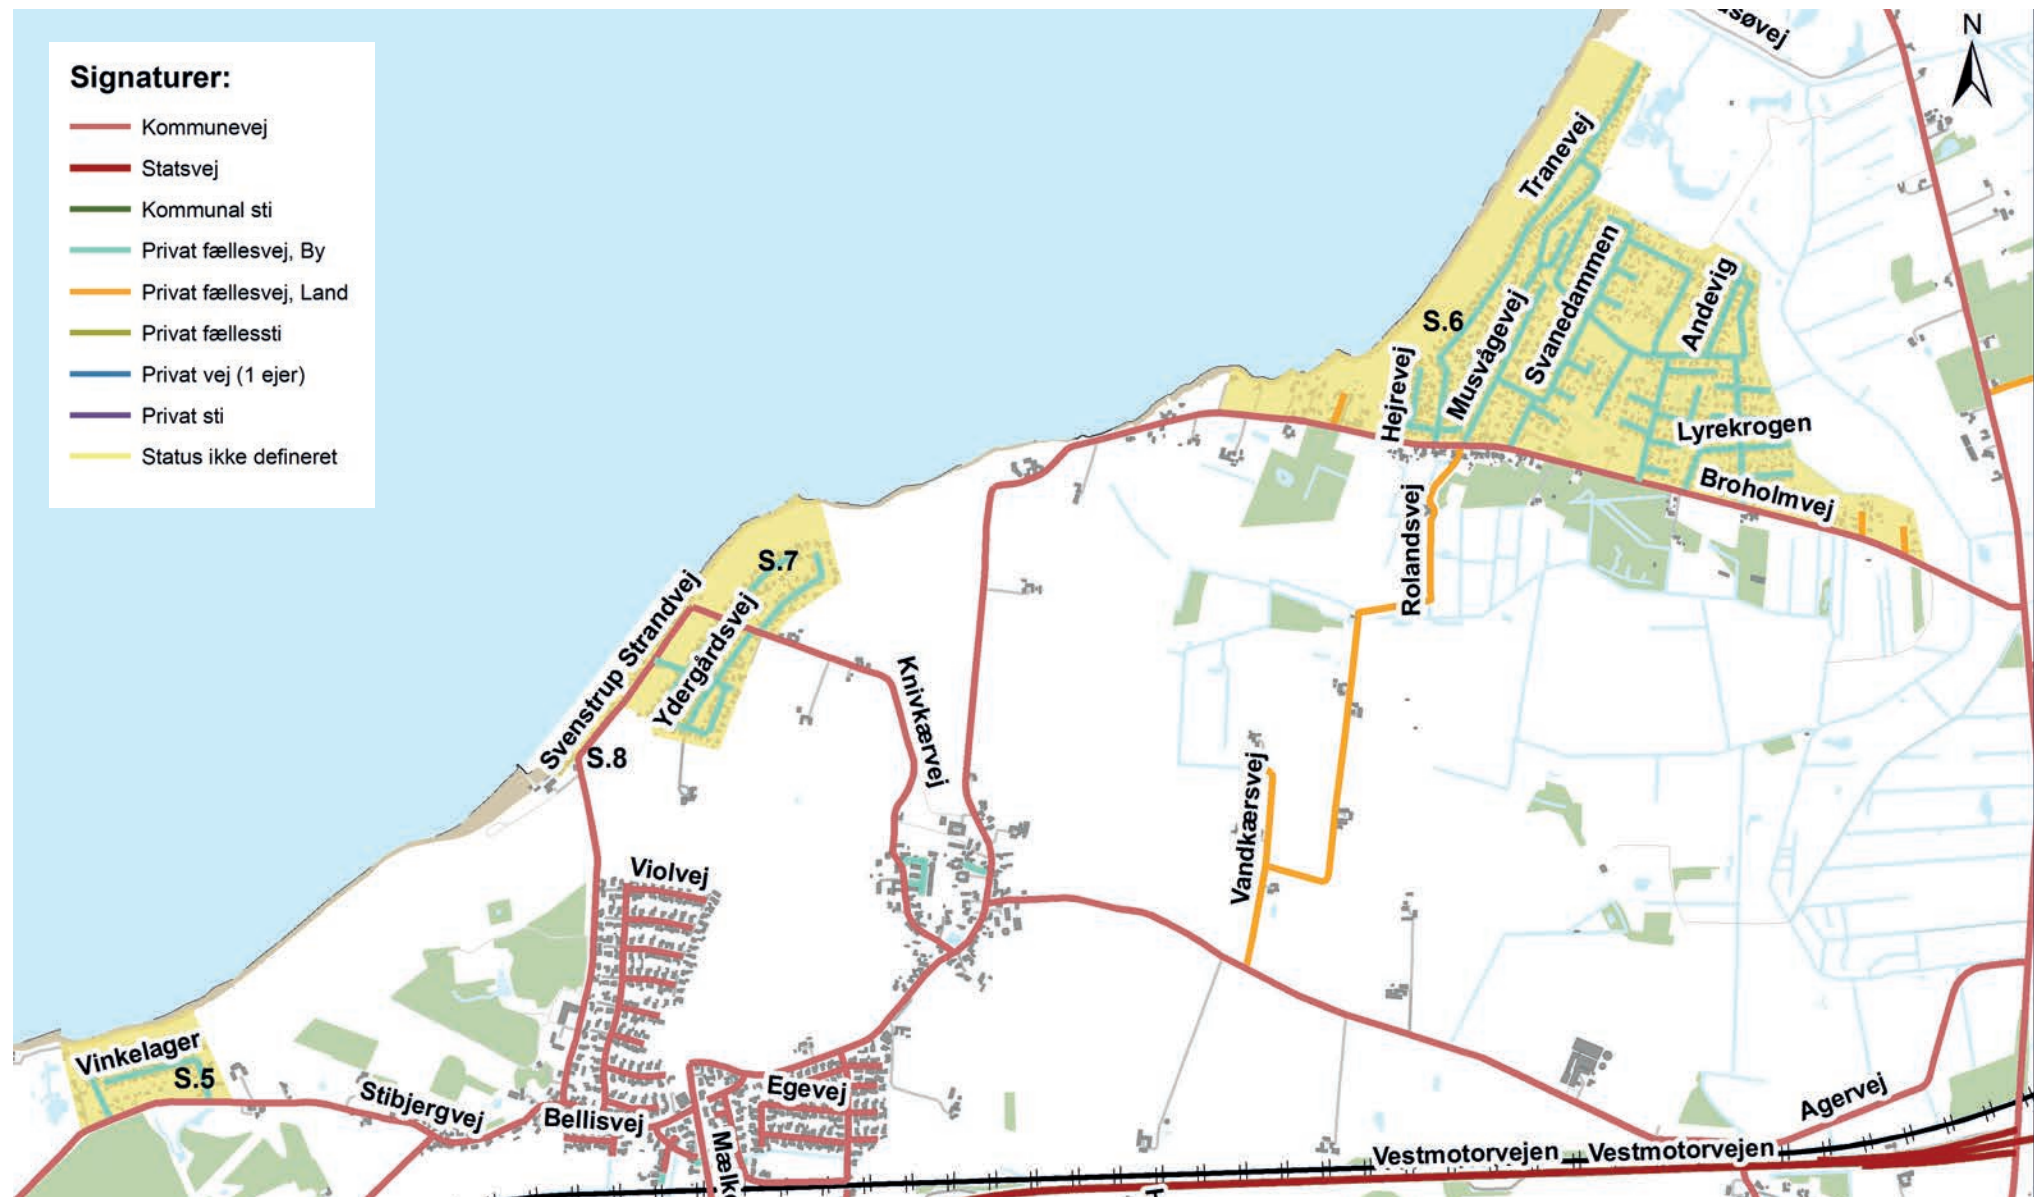 Signaturer:
Kommunevej
Statsvej
Kommunal sti
Privat fællesvej, By
Privat fællesvej, Land
Privat fællessti
Privat vej (1 ejer)
Privat sti
Status ikke defineret
N
Tranevej
S.6
Hejrevej
Musvågevej
Svanedammen
Andevig
Lyrekrogen
Broholmvej
Rolandsvej
S.7
Svenstrup Strandvej
Ydergårdsvej
S.8
Knivkærvej
Vandkærsvej
Violvej
Vinkelager
S.5
Stibjergvej
Bellisvej
Egevej
Agervej
Vestmotorvejen
Vestmotorvejen